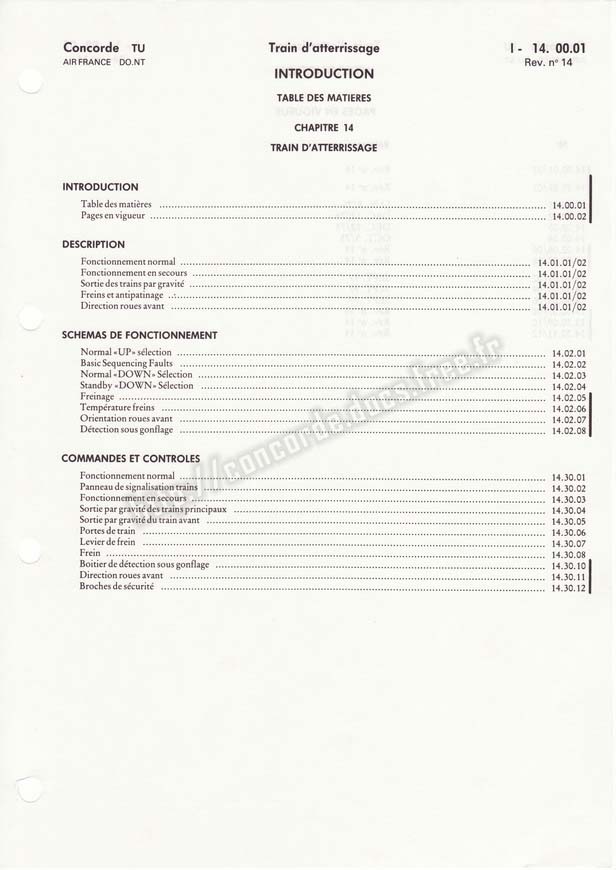 Concorde TU Train d'atterrissage I - 14. 00.01
AIR FRANCE DO.NT INTRODUCTION Rev. n° 14
TABLE DES MATIERES
CHAPITRE 14
TRAIN D'ATTERRISSAGE
INTRODUCTION
Table des matières 14.00.01
Pages en vigueur 14.00.02
DESCRIPTION
Fonctionnement normal 14.01.01/02
Fonctionnement en secours 14.01.01/02
Sortie des trains par gravité 14.01.01/02
Freins et antipatinage 14.01.01/02
Direction roues avant 14.01.01/02
SCHEMAS DE FONCTIONNEMENT
Normal «UP» sélection 14.02.01
Basic Sequencing Faults 14.02.02
Normal «DOWN» Sélection 14.02.03
Standby «DOWN» Sélection 14.02.04
Freinage 14.02.05
Température freins 14.02.06
Orientation roues avant 14.02.07
Détection sous gonflage 14.02.08
COMMANDES ET CONTROLES
Fonctionnement normal 14.30.01
Panneau de signalisation trains 14.30.02
Fonctionnement en secours 14.30.03
Sortie par gravité des trains principaux 14.30.04
Sortie par gravité du train avant 14.30.05
Portes de train 14.30.06
Levier de frein 14.30.07
Frein 14.30.08
Boitier de détection sous gonflage 14.30.10
Direction roues avant 14.30.11
Broches de sécurité 14.30.12
http://concorde.docs.free.fr